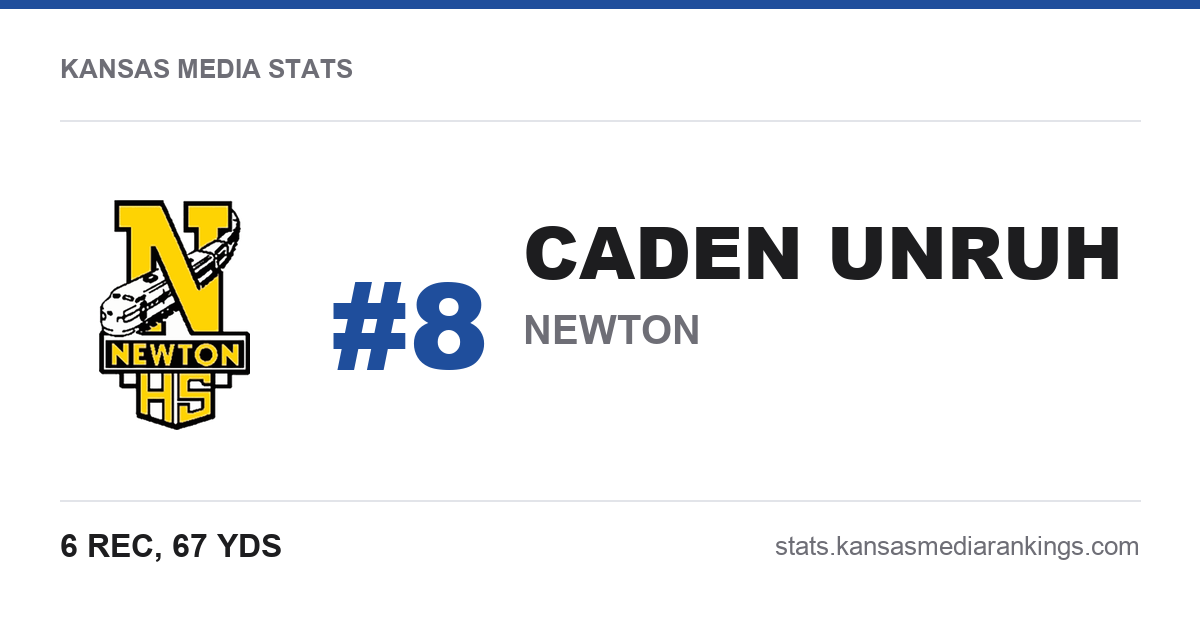 KANSAS MEDIA STATS
NEWTON
HS
#8
CADEN UNRUH
NEWTON
6 REC, 67 YDS
stats.kansasmediarankings.com